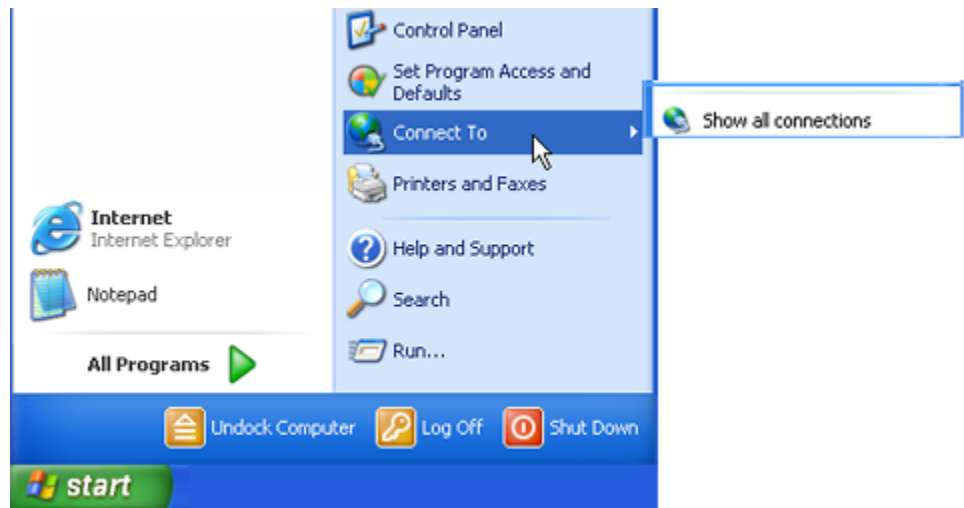 Control Panel
Set Program Access and
Defaults
Connect To
Show all connections
Printers and Faxes
Internet
Internet Explorer
Help and Support
Notepad
Search
All Programs
Run...
Undock Computer
Log Off
Shut Down
start